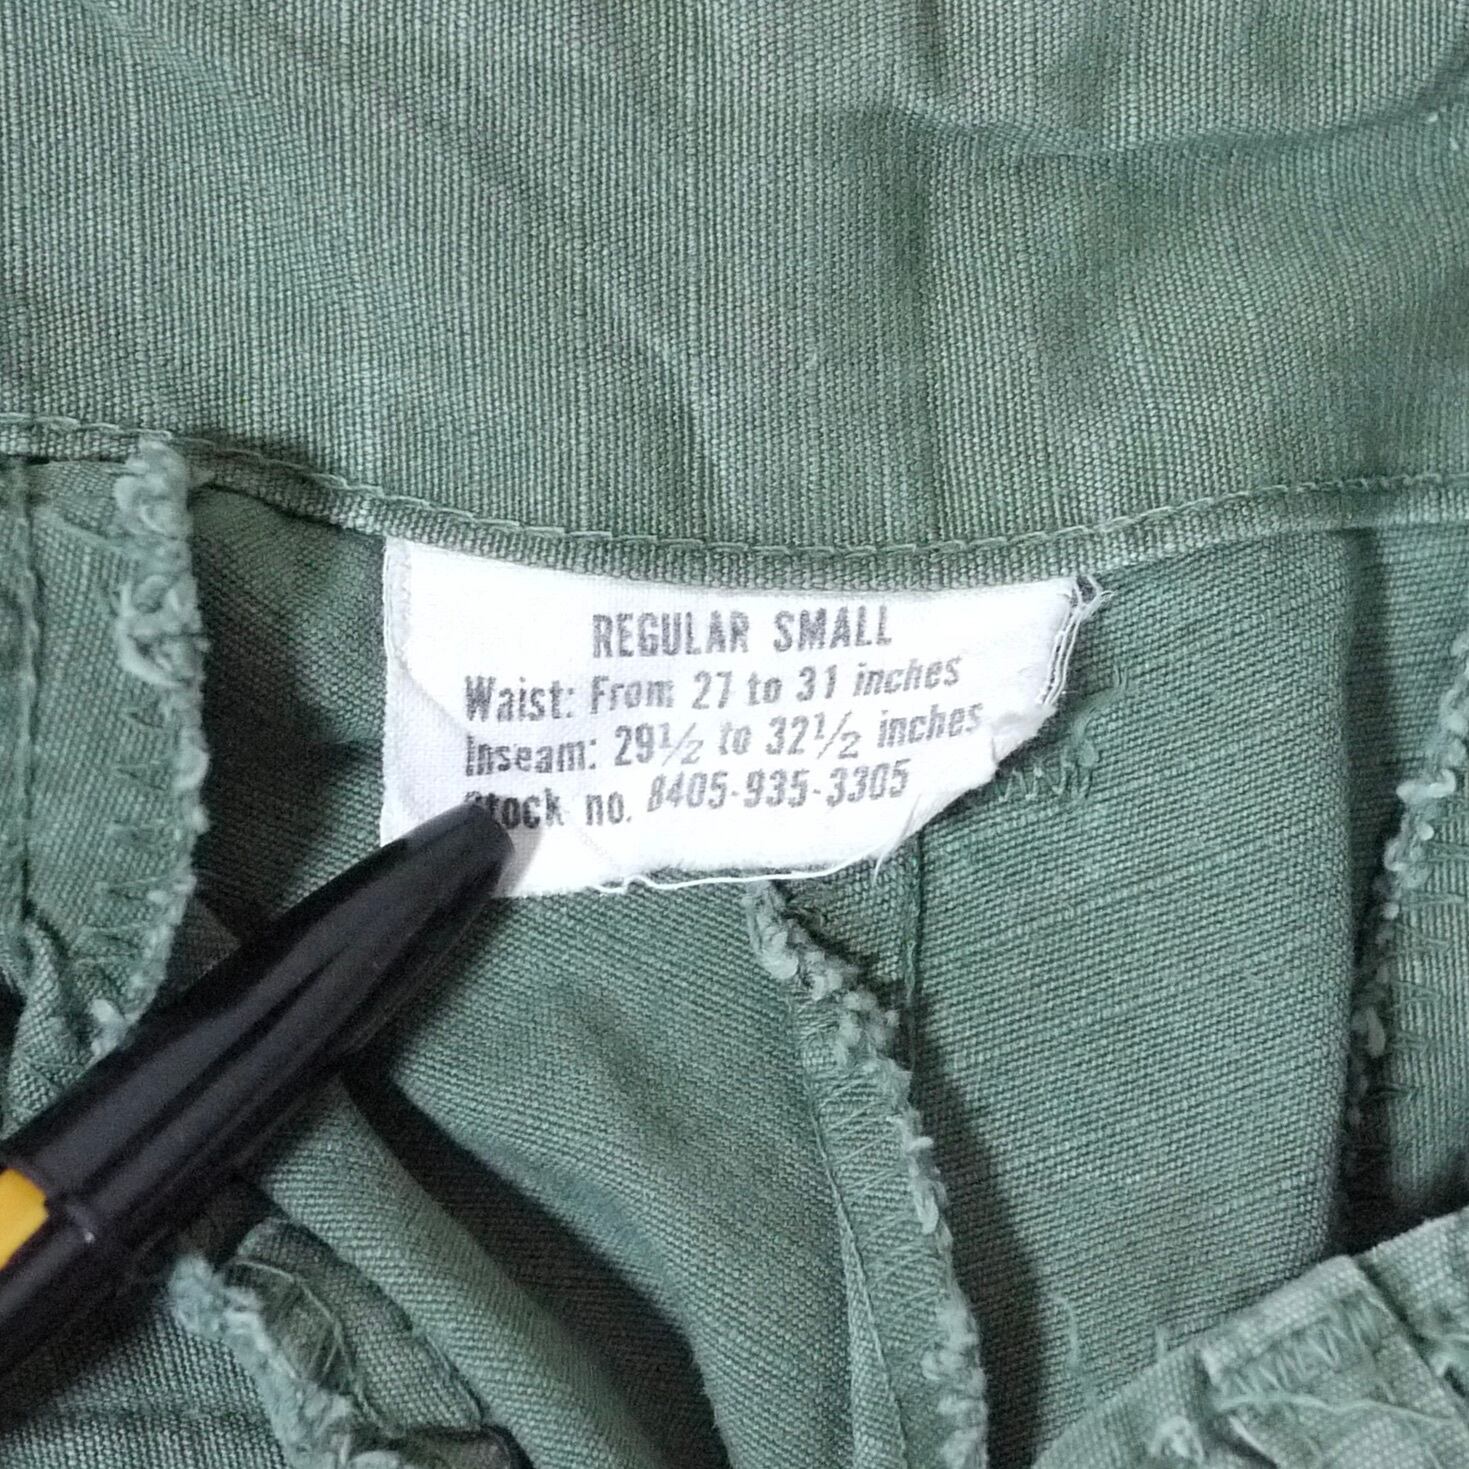 REGULAR SMALL
Waist: From 27 to 31 inches
Inseam: 29½ to 32½ inches
Stock no. 8405-935-3305